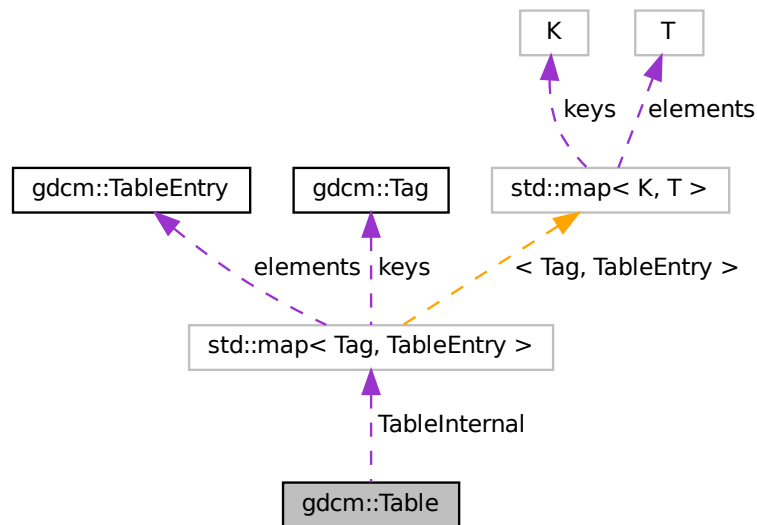 K
T
keys
elements
gdcm::TableEntry
gdcm::Tag
std::map< K, T >
elements
keys
< Tag, TableEntry >
std::map< Tag, TableEntry >
TableInternal
gdcm::Table